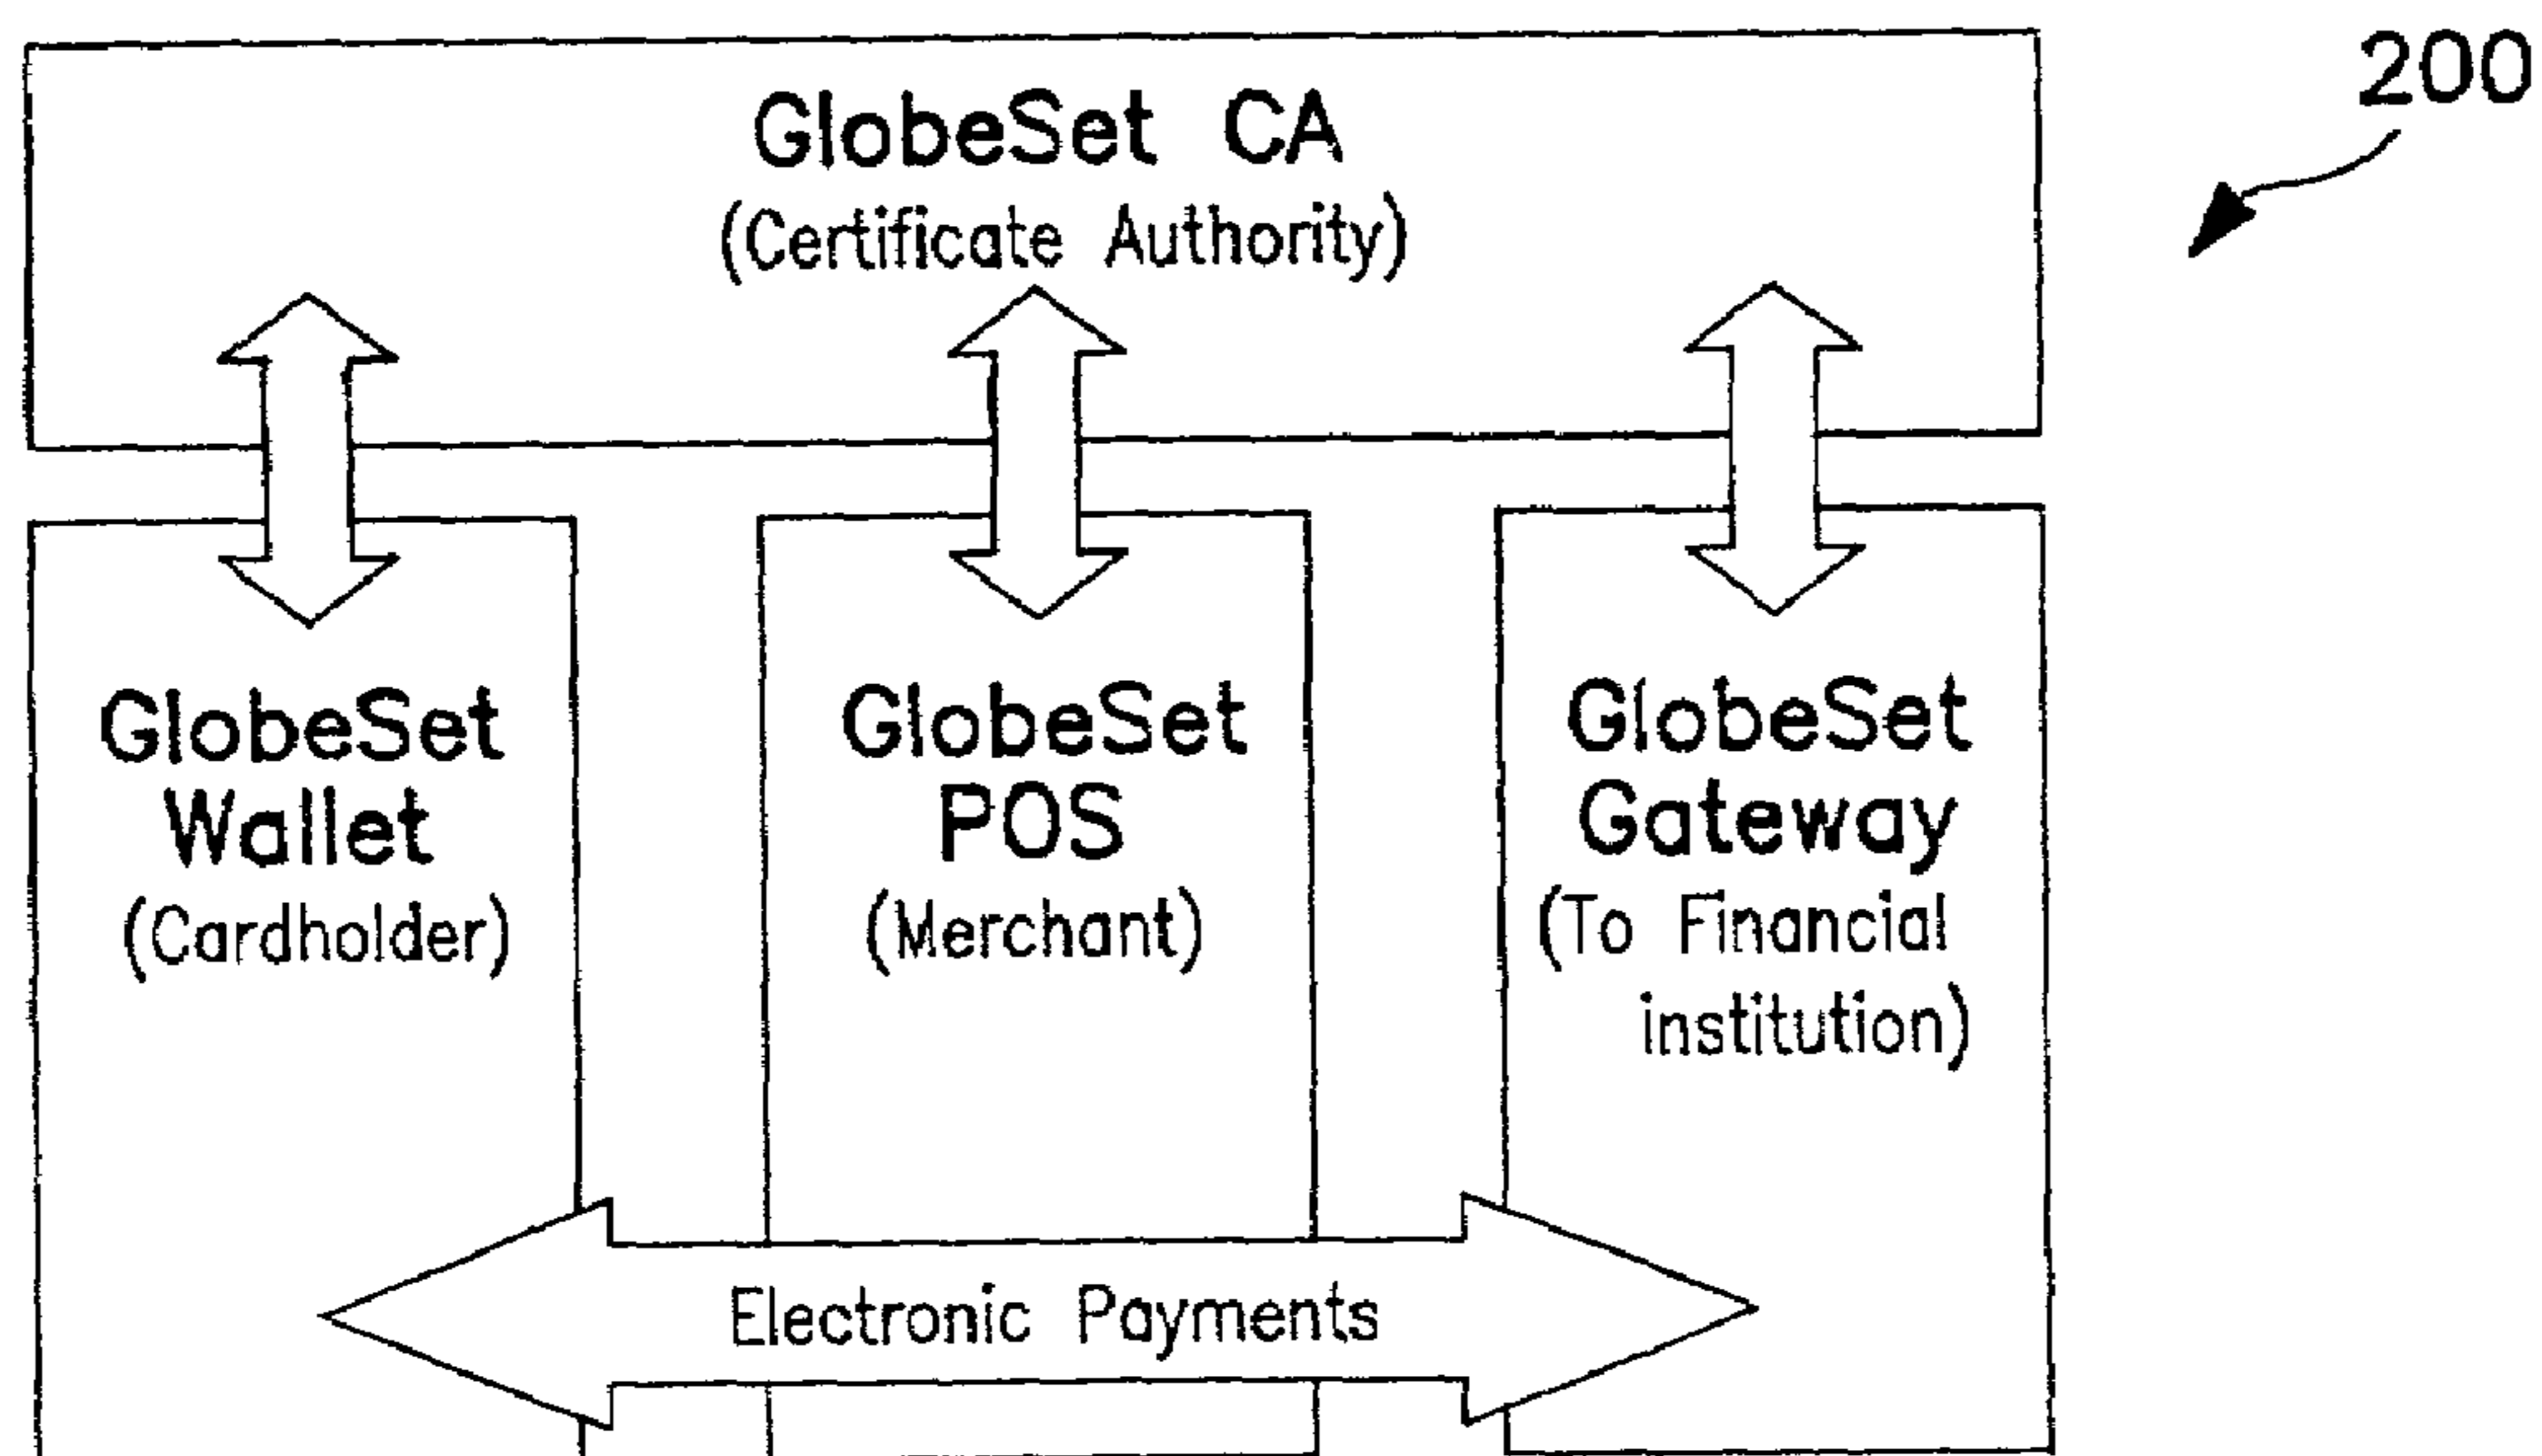 200
GlobeSet CA
(Certificate Authority)
GlobeSet
Wallet
(Cardholder)
GlobeSet
POS
(Merchant)
GlobeSet
Gateway
(To Financial
institution)
Electronic Payments